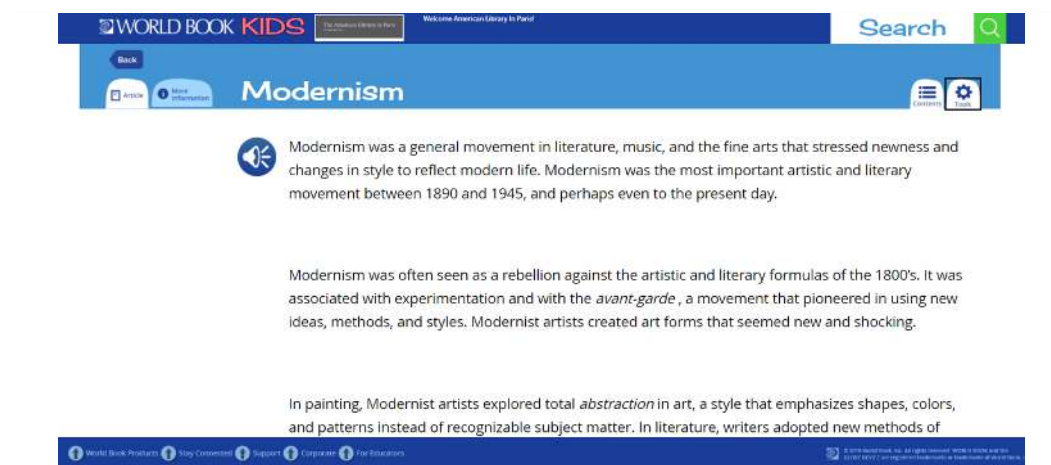 WORLD BOOK KIDS
The American Library in Paris
Welcome American Library In Paris!
Search
Back
Article
More Information
Modernism
Contents
Tools
Modernism was a general movement in literature, music, and the fine arts that stressed newness and
changes in style to reflect modern life. Modernism was the most important artistic and literary
movement between 1890 and 1945, and perhaps even to the present day.
Modernism was often seen as a rebellion against the artistic and literary formulas of the 1800's. It was
associated with experimentation and with the avant-garde , a movement that pioneered in using new
ideas, methods, and styles. Modernist artists created art forms that seemed new and shocking.
In painting, Modernist artists explored total abstraction in art, a style that emphasizes shapes, colors,
and patterns instead of recognizable subject matter. In literature, writers adopted new methods of
World Book Products Stay Connected Support Corporate For Educators